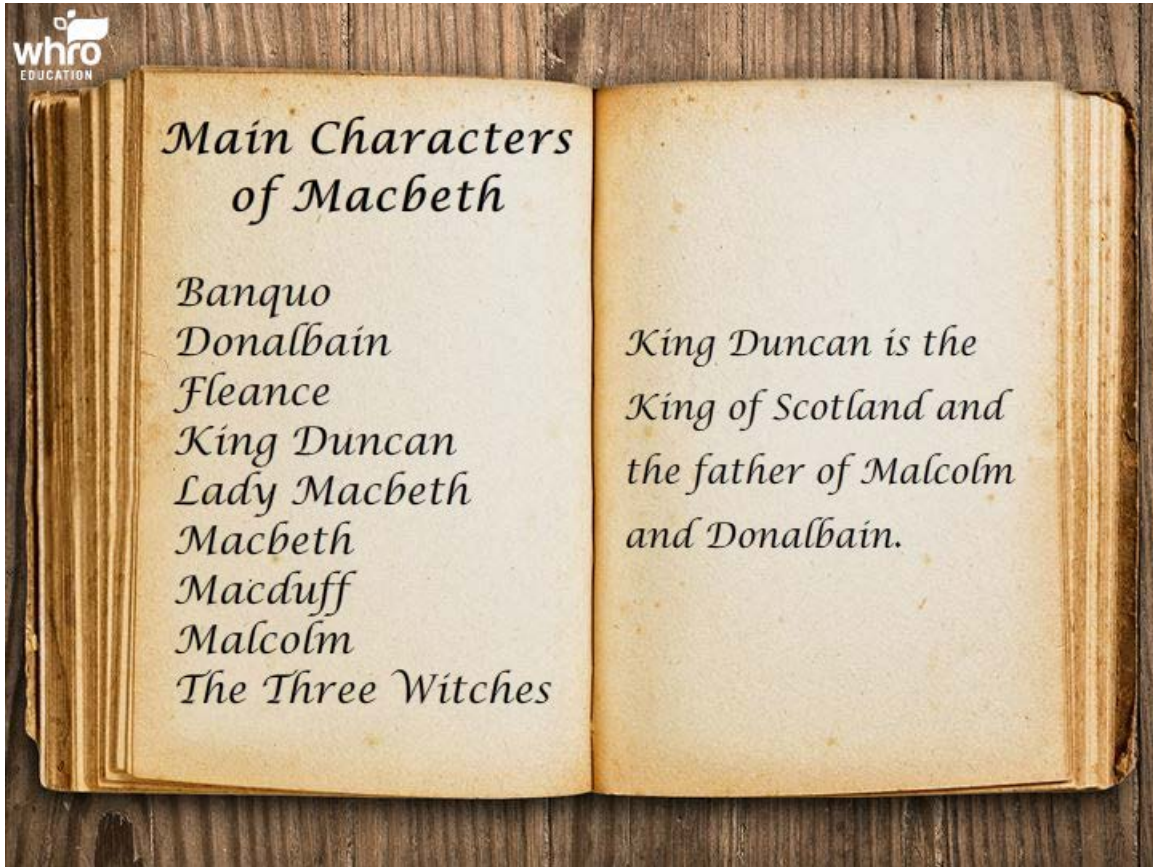 whro
EDUCATION
Main Characters
of Macbeth
Banquo
Donalbain
Fleance
King Duncan
Lady Macbeth
Macbeth
Macduff
Malcolm
The Three Witches
King Duncan is the
King of Scotland and
the father of Malcolm
and Donalbain.